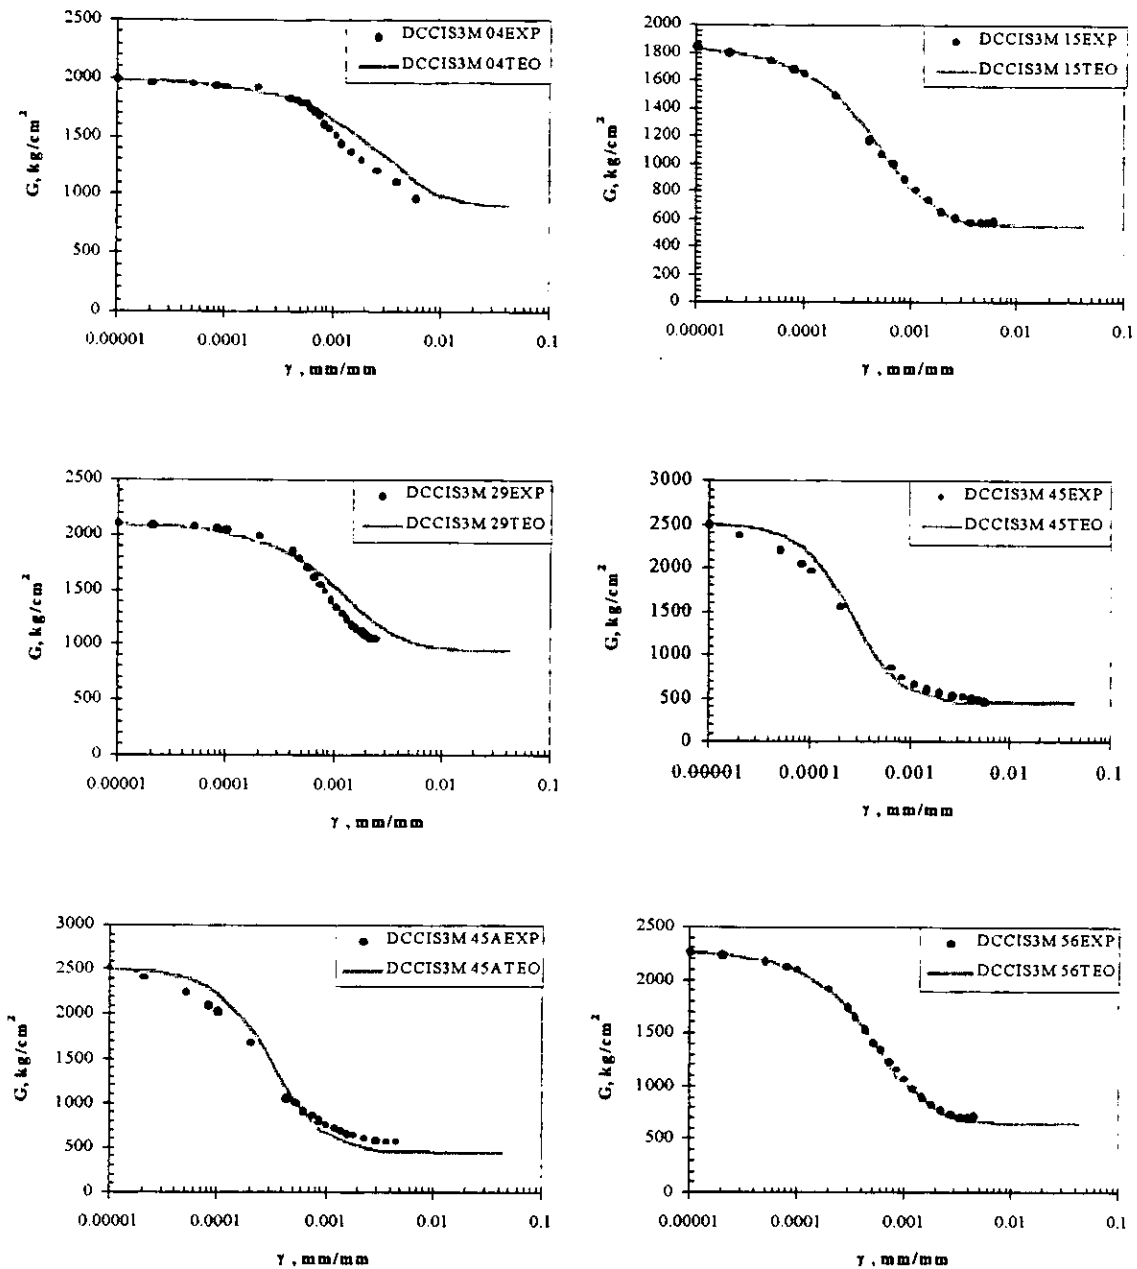 2500
2000
1500
1000
500
0
G, kg/cm²
DCCIS3M 04EXP
DCCIS3M 04TEO
0.00001 0.0001 0.001 0.01 0.1
γ , mm/mm
2000
1800
1600
1400
1200
1000
800
600
800
200
0
G, kg/cm²
DCCIS3M 15EXP
DCCIS3M 15TEO
0.00001 0.0001 0.001 0.01 0.1
γ , mm/mm
2500
2000
1500
1000
500
0
G, kg/cm²
DCCIS3M 29EXP
DCCIS3M 29TEO
0.00001 0.0001 0.001 0.01 0.1
γ , mm/mm
3000
2500
2000
1500
1000
500
0
G, kg/cm²
DCCIS3M 45EXP
DCCIS3M 45TEO
0.00001 0.0001 0.001 0.01 0.1
γ , mm/mm
3000
2500
2000
1500
1000
500
0
G, kg/cm²
DCCIS3M 45AEXP
DCCIS3M 45ATEO
0.00001 0.0001 0.001 0.01 0.1
γ , mm/mm
2500
2000
1500
1000
500
0
G, kg/cm²
DCCIS3M 56EXP
DCCIS3M 56TEO
0.00001 0.0001 0.001 0.01 0.1
γ , mm/mm